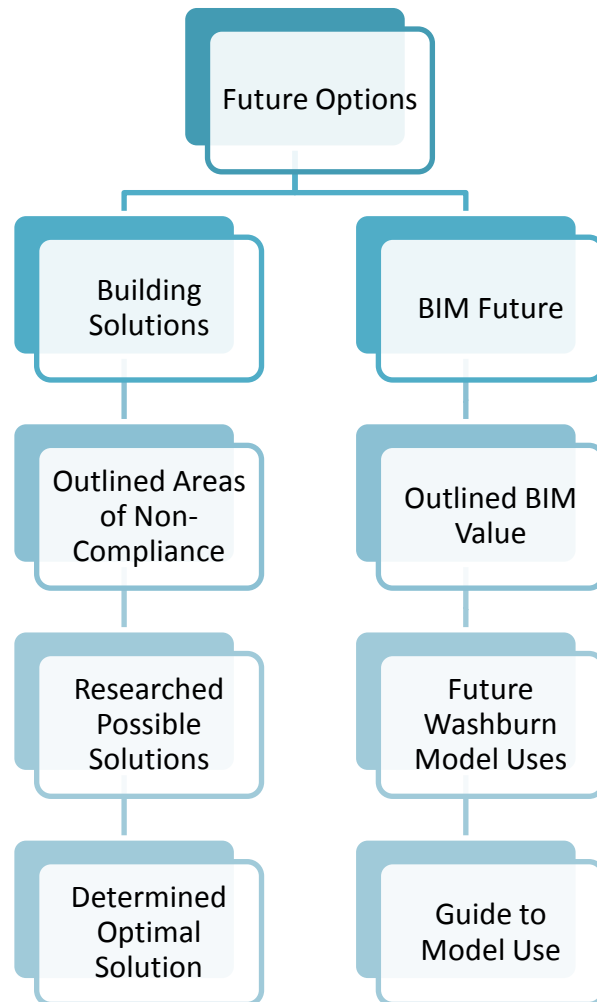 Future Options
Building
Solutions
BIM Future
Outlined Areas
of Non-
Compliance
Outlined BIM
Value
Researched
Possible
Solutions
Future
Washburn
Model Uses
Determined
Optimal
Solution
Guide to
Model Use